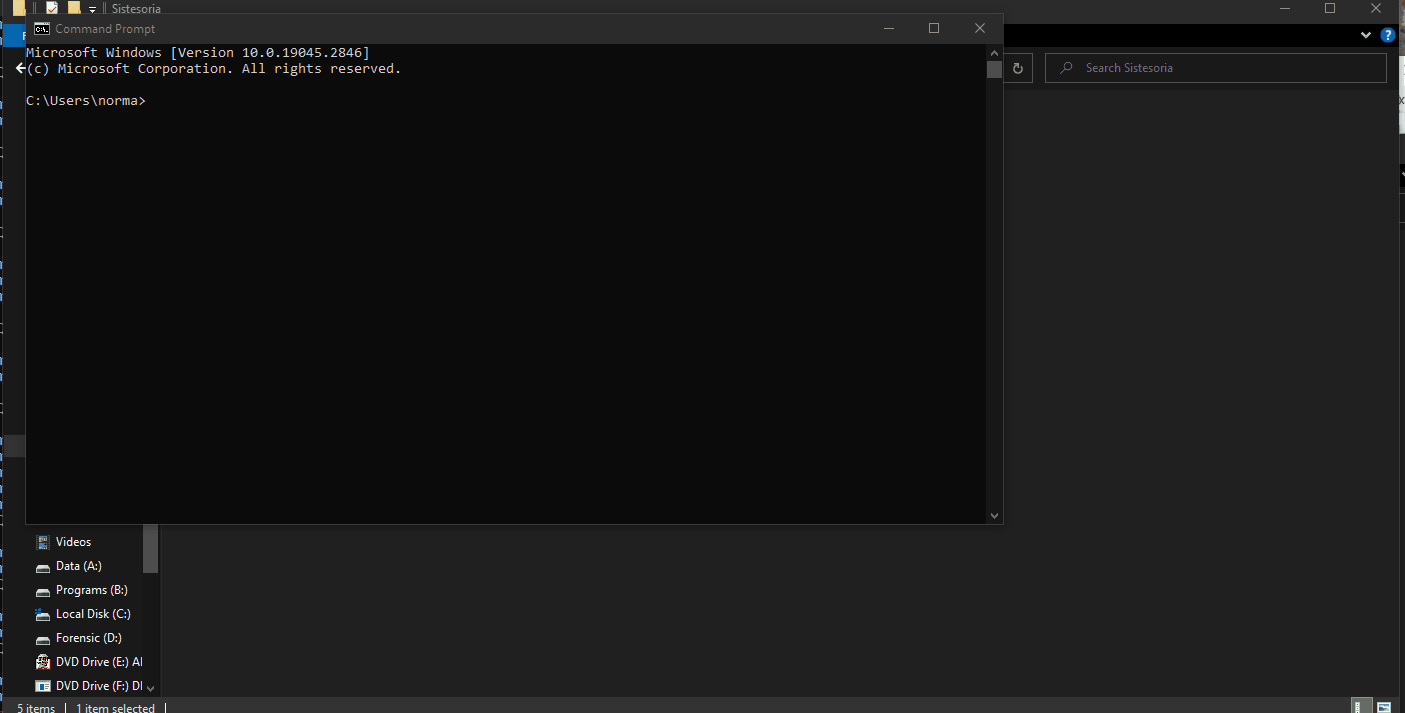 Sistesoria
Command Prompt
Microsoft Windows [Version 10.0.19045.2846]
(c) Microsoft Corporation. All rights reserved.
C:\Users\norma>
Search Sistesoria
Videos
Data (A:)
Programs (B:)
Local Disk (C:)
Forensic (D:)
DVD Drive (E:) Al
DVD Drive (F:) DI
5 items
1 item selected